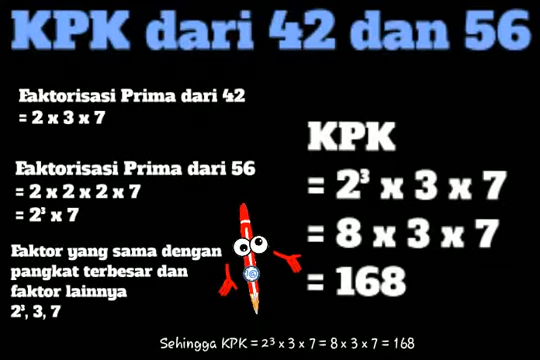 KPK dari 42 dan 56
Faktorisasi Prima dari 42
= 2 x 3 x 7
Faktorisasi Prima dari 56
= 2 x 2 x 2 x 7
= 2³ x 7
Faktor yang sama dengan
pangkat terbesar dan
faktor lainnya
2³, 3, 7
KPK
= 2³ x 3 x 7
= 8 x 3 x 7
= 168
Sehingga KPK = 2³ x 3 x 7 = 8 x 3 x 7 = 168